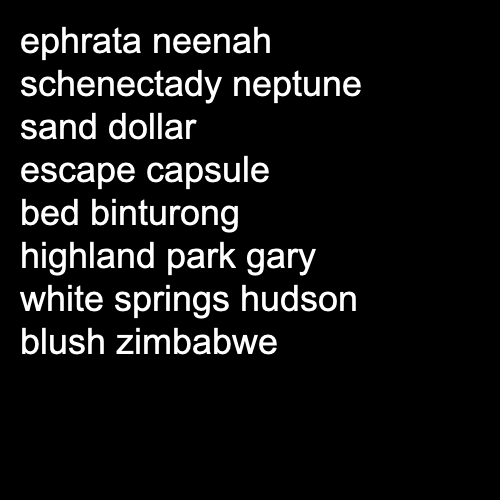 ephrata neenah
schenectady neptune
sand dollar
escape capsule
bed binturong
highland park gary
white springs hudson
blush zimbabwe